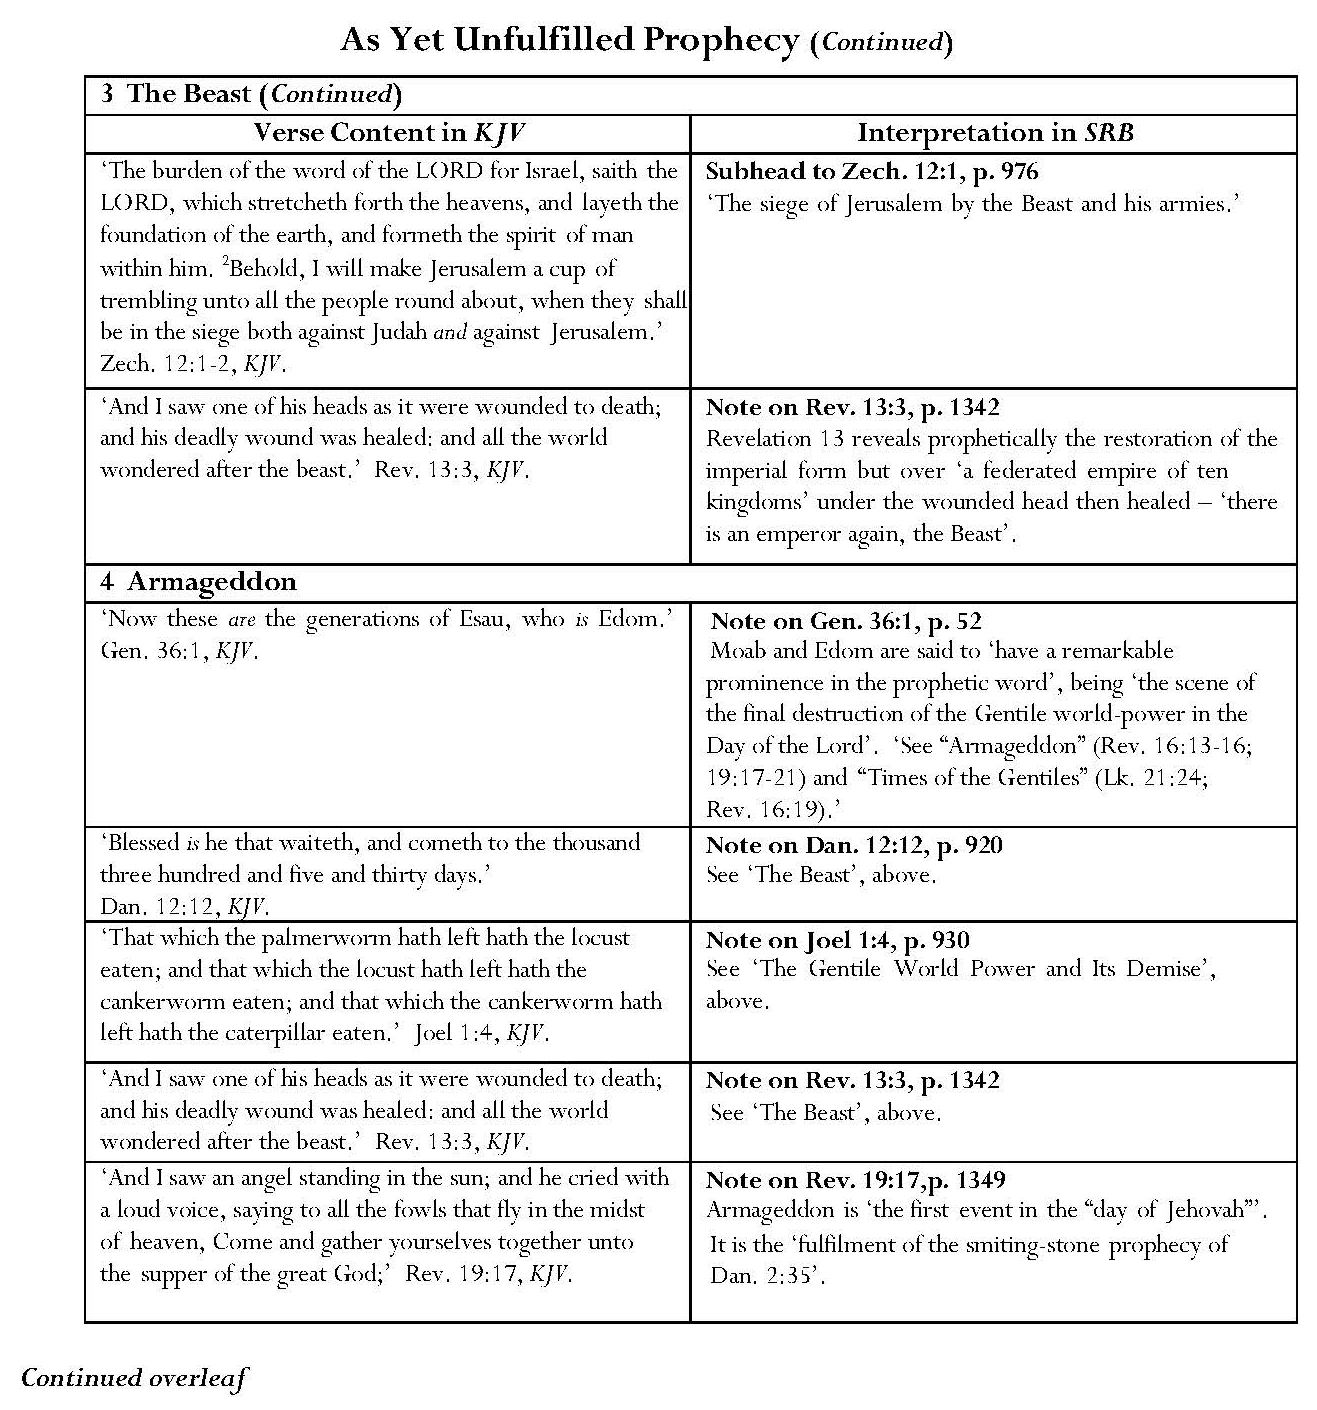 As Yet Unfulfilled Prophecy (Continued)
3 The Beast (Continued)
Verse Content in KJV
Interpretation in SRB
‘The burden of the word of the LORD for Israel, saith the
LORD, which stretcheth forth the heavens, and layeth the
foundation of the earth, and formeth the spirit of man
within him. ²Behold, I will make Jerusalem a cup of
trembling unto all the people round about, when they shall
be in the siege both against Judah and against Jerusalem.’
Zech. 12:1-2, KJV.
Subhead to Zech. 12:1, p. 976
‘The siege of Jerusalem by the Beast and his armies.’
‘And I saw one of his heads as it were wounded to death;
and his deadly wound was healed: and all the world
wondered after the beast.’ Rev. 13:3, KJV.
Note on Rev. 13:3, p. 1342
Revelation 13 reveals prophetically the restoration of the
imperial form but over ‘a federated empire of ten
kingdoms’ under the wounded head then healed – ‘there
is an emperor again, the Beast’.
4 Armageddon
‘Now these are the generations of Esau, who is Edom.’
Gen. 36:1, KJV.
Note on Gen. 36:1, p. 52
Moab and Edom are said to ‘have a remarkable
prominence in the prophetic word’, being ‘the scene of
the final destruction of the Gentile world-power in the
Day of the Lord’. ‘See “Armageddon” (Rev. 16:13-16;
19:17-21) and “Times of the Gentiles” (Lk. 21:24;
Rev. 16:19).’
‘Blessed is he that waiteth, and cometh to the thousand
three hundred and five and thirty days.’
Dan. 12:12, KJV.
Note on Dan. 12:12, p. 920
See ‘The Beast’, above.
‘That which the palmerworm hath left hath the locust
eaten; and that which the locust hath left hath the
cankerworm eaten; and that which the cankerworm hath
left hath the caterpillar eaten.’ Joel 1:4, KJV.
Note on Joel 1:4, p. 930
See ‘The Gentile World Power and Its Demise’,
above.
‘And I saw one of his heads as it were wounded to death;
and his deadly wound was healed: and all the world
wondered after the beast.’ Rev. 13:3, KJV.
Note on Rev. 13:3, p. 1342
See ‘The Beast’, above.
‘And I saw an angel standing in the sun; and he cried with
a loud voice, saying to all the fowls that fly in the midst
of heaven, Come and gather yourselves together unto
the supper of the great God;’ Rev. 19:17, KJV.
Note on Rev. 19:17,p. 1349
Armageddon is ‘the first event in the “day of Jehovah”’.
It is the ‘fulfilment of the smiting-stone prophecy of
Dan. 2:35’.
Continued overleaf